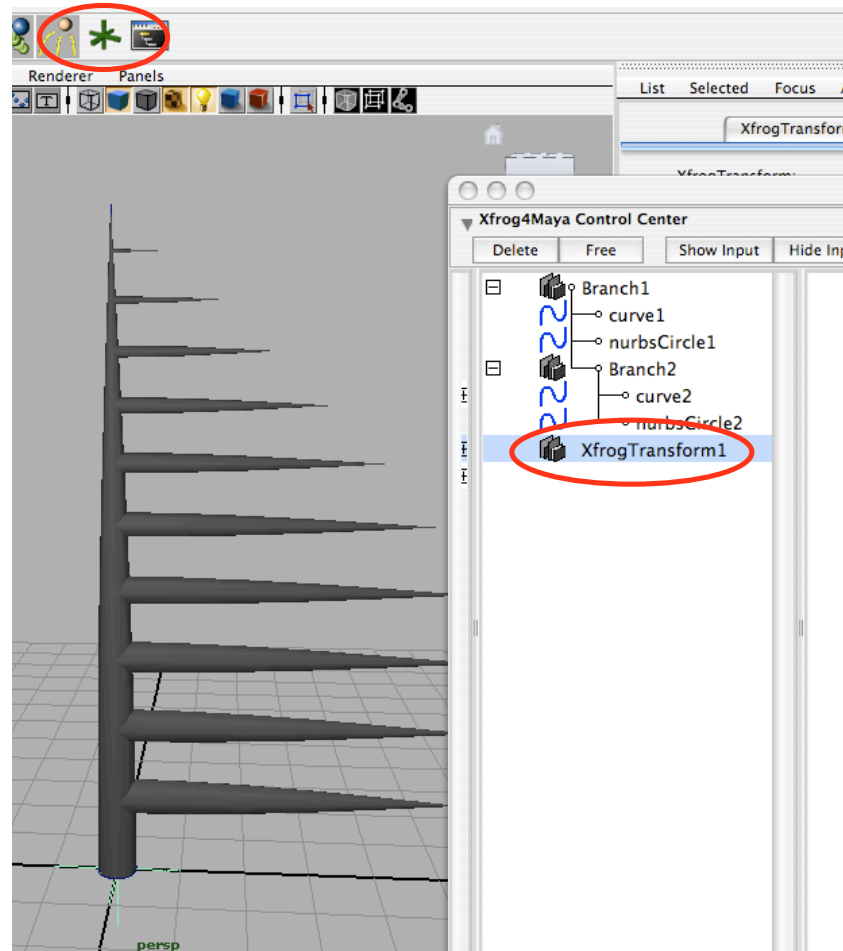 Renderer Panels
List Selected Focus
XfrogTransfor
XfrogTransform:
Xfrog4Maya Control Center
Delete Free Show Input Hide Inp
Branch1
curve1
nurbsCircle1
Branch2
curve2
nurbsCircle2
XfrogTransform1
persp